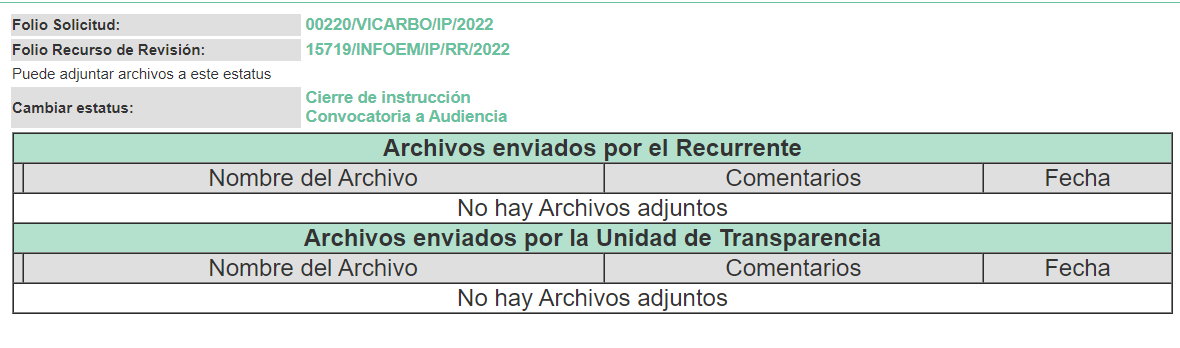 Folio Solicitud: 00220/VICARBO/IP/2022
Folio Recurso de Revisión: 15719/INFOEM/IP/RR/2022
Puede adjuntar archivos a este estatus
Cambiar estatus: Cierre de instrucción
Convocatoria a Audiencia
Archivos enviados por el Recurrente
Nombre del Archivo Comentarios Fecha
No hay Archivos adjuntos
Archivos enviados por la Unidad de Transparencia
Nombre del Archivo Comentarios Fecha
No hay Archivos adjuntos